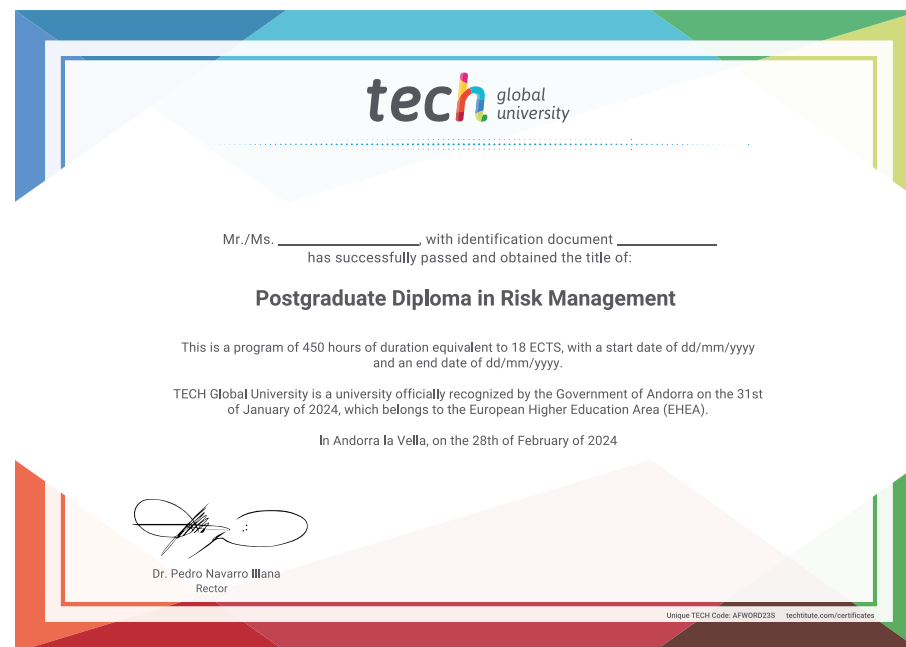 tech global university
Mr./Ms. ____________, with identification document ____________
has successfully passed and obtained the title of:
Postgraduate Diploma in Risk Management
This is a program of 450 hours of duration equivalent to 18 ECTS, with a start date of dd/mm/yyyy
and an end date of dd/mm/yyyy.
TECH Global University is a university officially recognized by the Government of Andorra on the 31st
of January of 2024, which belongs to the European Higher Education Area (EHEA).
In Andorra la Vella, on the 28th of February of 2024
Dr. Pedro Navarro Illana
Rector
Unique TECH Code: AFWORD23S techtitute.com/certificates